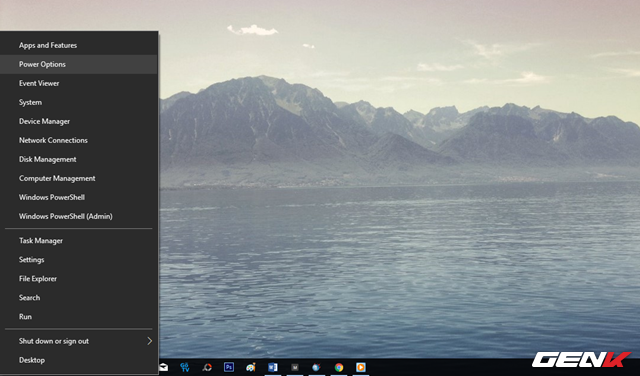 Apps and Features
Power Options
Event Viewer
System
Device Manager
Network Connections
Disk Management
Computer Management
Windows PowerShell
Windows PowerShell (Admin)
Task Manager
Settings
File Explorer
Search
Run
Shut down or sign out
Desktop
Ps
GENK